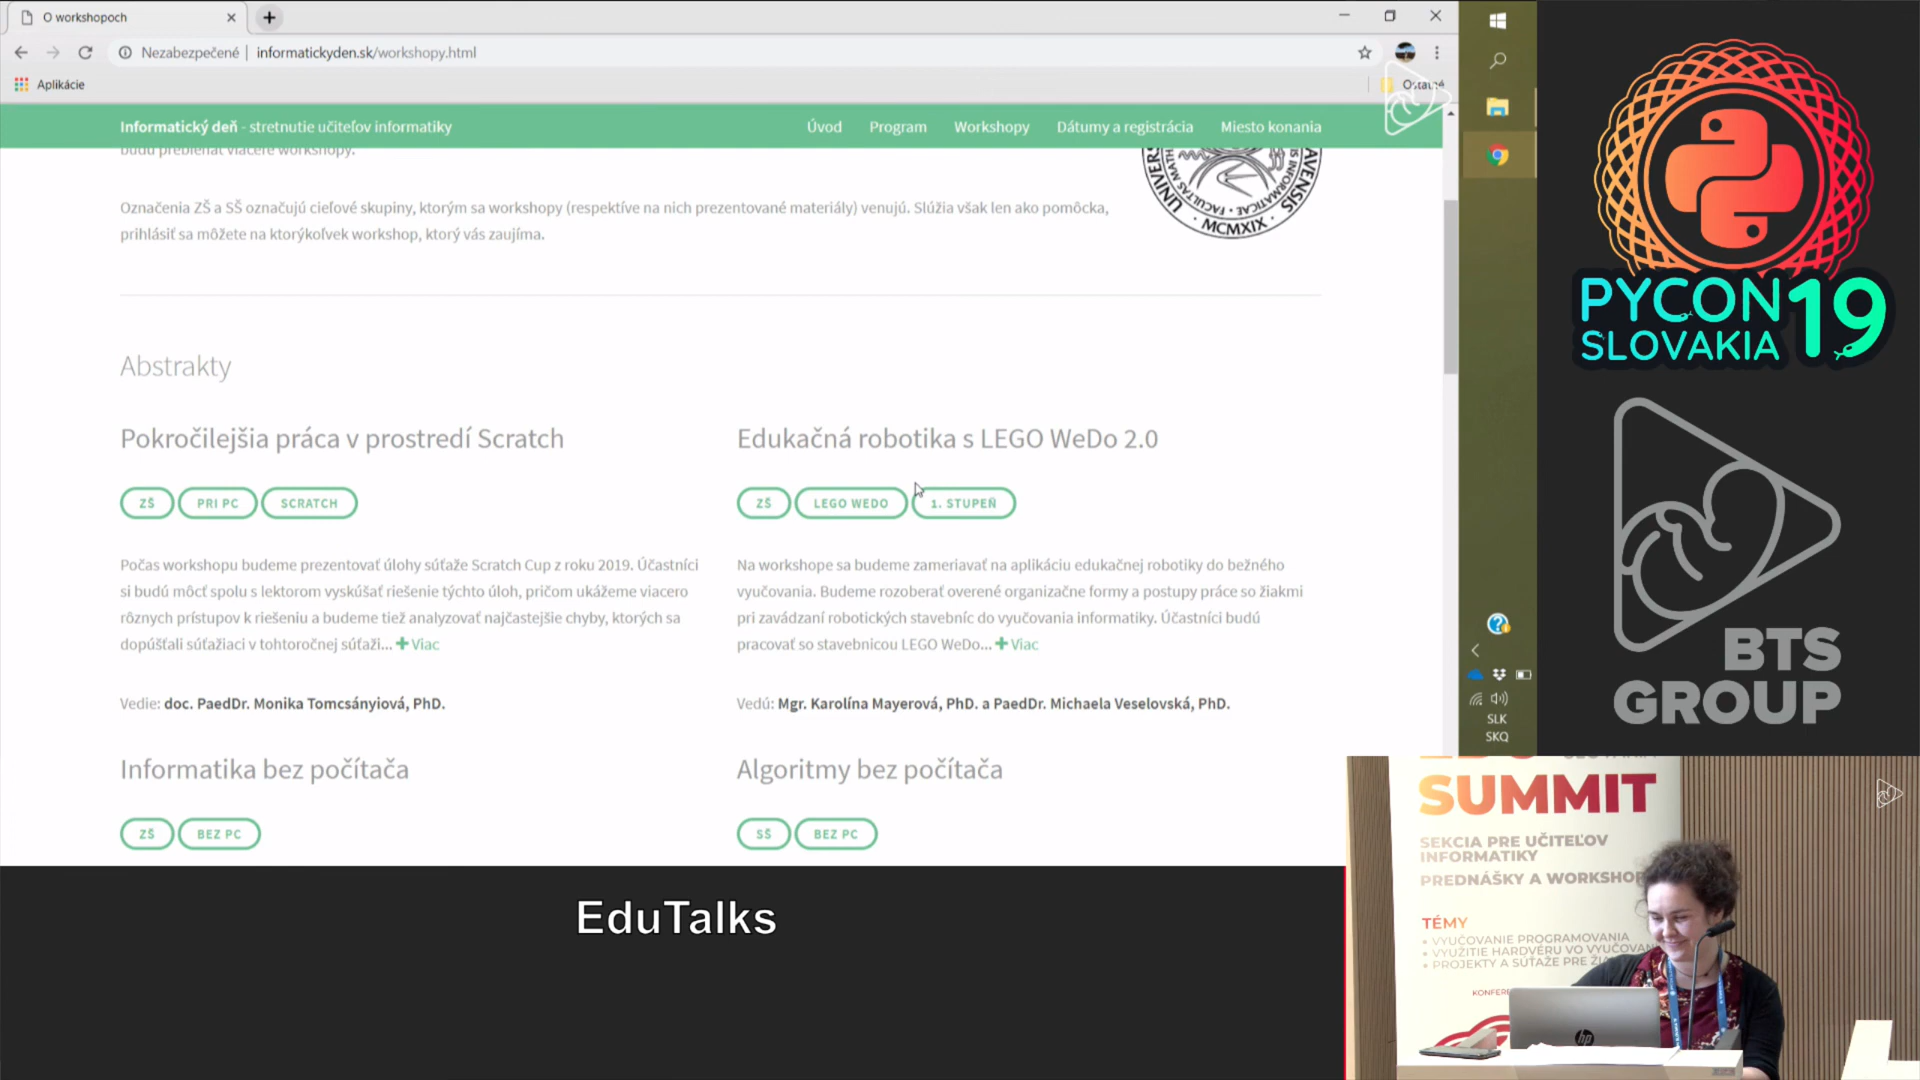 O workshopoch
Nezabezpečené | informatickyden.sk/workshopy.html
Aplikácie
Ostatné
Informatický deň - stretnutie učiteľov informatiky
Úvod
Program
Workshopy
Dátumy a registrácia
Miesto konania
budú prebiehať viaceré workshopy.
Označenia ZŠ a SŠ označujú cieľové skupiny, ktorým sa workshopy (respektíve na nich prezentované materiály) venujú. Slúžia však len ako pomôcka,
prihlásiť sa môžete na ktorýkoľvek workshop, ktorý vás zaujíma.
MCMXIX
Abstrakty
Pokročilejšia práca v prostredí Scratch
ZŠ
PRI PC
SCRATCH
Počas workshopu budeme prezentovať úlohy súťaže Scratch Cup z roku 2019. Účastníci
si budú môcť spolu s lektorom vyskúšať riešenie týchto úloh, pričom ukážeme viacero
rôznych prístupov k riešeniu a budeme tiež analyzovať najčastejšie chyby, ktorých sa
dopúšťali súťažiaci v tohtoročnej súťaži... Viac
Vedie: doc. PaedDr. Monika Tomcsányiová, PhD.
Edukačná robotika s LEGO WeDo 2.0
ZŠ
LEGO WEDO
1. STUPEŇ
Na workshope sa budeme zameriavať na aplikáciu edukačnej robotiky do bežného
vyučovania. Budeme rozoberať overené organizačne formy a postupy práce so žiakmi
pri zavádzaní robotických stavebníc do vyučovania informatiky. Účastníci budú
pracovať so stavebnicou LEGO WeDo... Viac
Vedú: Mgr. Karolína Mayerová, PhD. a PaedDr. Michaela Veselovská, PhD.
Informatika bez počítača
ZŠ
BEZ PC
Algoritmy bez počítača
SŠ
BEZ PC
SLK
SKQ
PYCON 19
SLOVAKIA
BTS
GROUP
EduTalks
SUMMIT
SEKCIA PRE UČITEĽOV
INFORMATIKY
PREDNÁŠKY A
TÉMY
• VYUČOVANIE PROGRAMOVANIA
• VYUŽITIE HARDVÉRU VO
• PROJEKTY A SÚŤAŽE PRE
hp